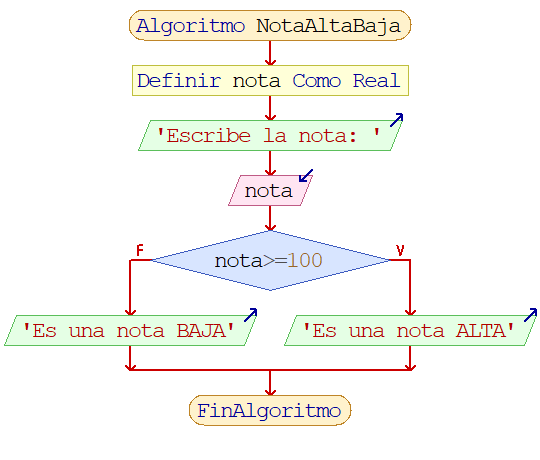 Algoritmo NotaAltaBaja
Definir nota Como Real
'Escribe la nota: '
nota
nota>=100
F
V
'Es una nota BAJA'
'Es una nota ALTA'
FinAlgoritmo